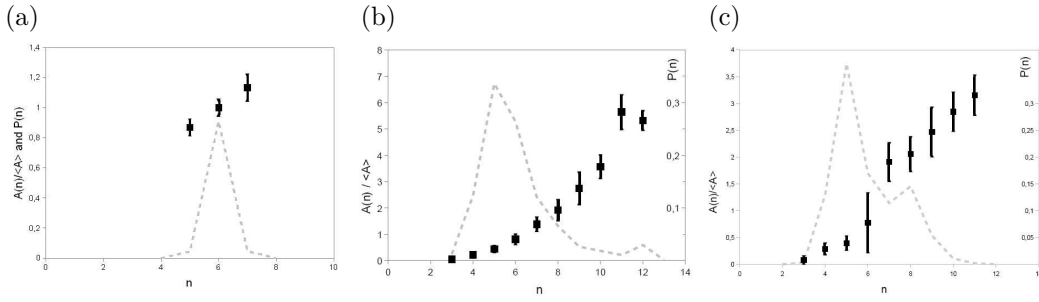 (a)
A(n)/<A> and P(n)
1,4
1,2
1
0,8
0,6
0,4
0,2
0
0 2 4 6 8 10
n
(b)
A(n) / <A>
8
7
6
5
4
3
2
1
0
P(n)
0,3
0,2
0,1
0 2 4 6 8 10 12 14
n
(c)
A(n)/<A>
4
3,5
3
2,5
2
1,5
1
0,5
0
P(n)
0,3
0,25
0,2
0,15
0,1
0,05
0 2 4 6 8 10 12 14
n